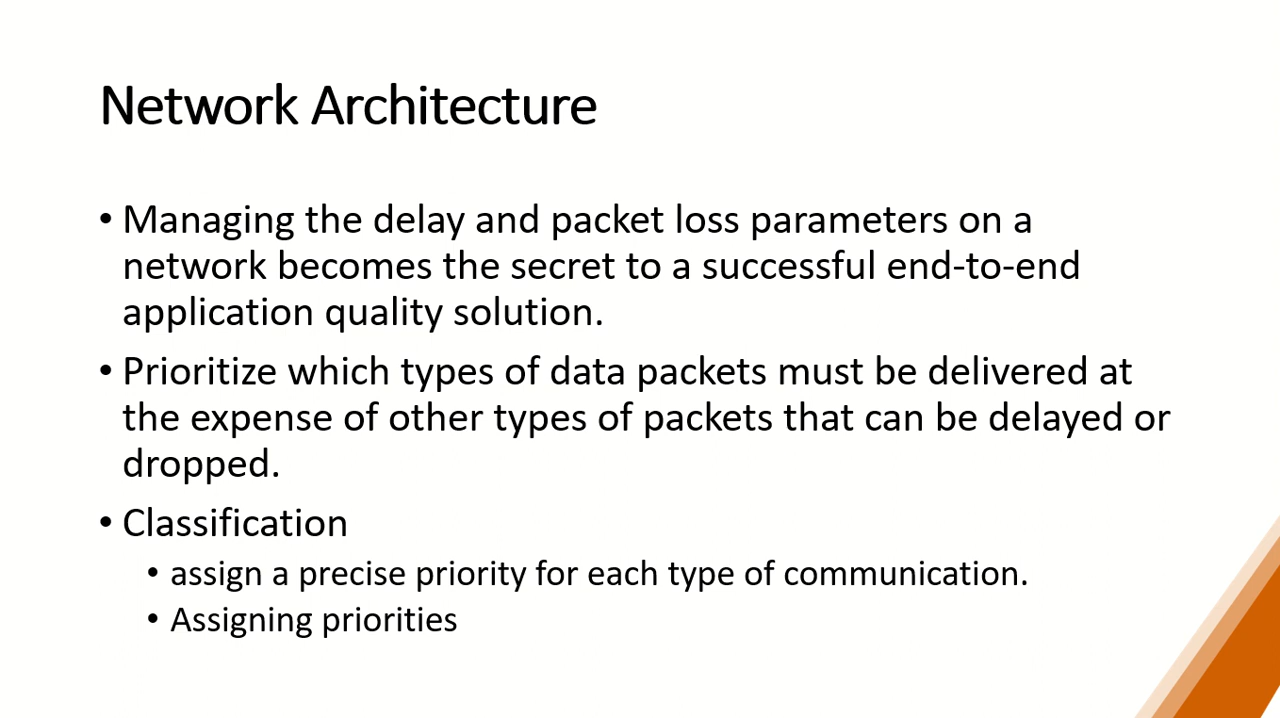 Network Architecture
• Managing the delay and packet loss parameters on a
network becomes the secret to a successful end-to-end
application quality solution.
• Prioritize which types of data packets must be delivered at
the expense of other types of packets that can be delayed or
dropped.
• Classification
• assign a precise priority for each type of communication.
• Assigning priorities